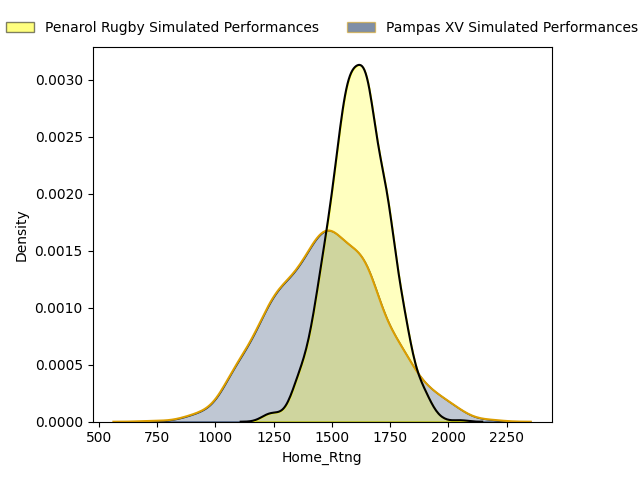 Penarol Rugby Simulated Performances
Pampas XV Simulated Performances
Density
0.0030
0.0025
0.0020
0.0015
0.0010
0.0005
0.0000
500 750 1000 1250 1500 1750 2000 2250
Home_Rtng